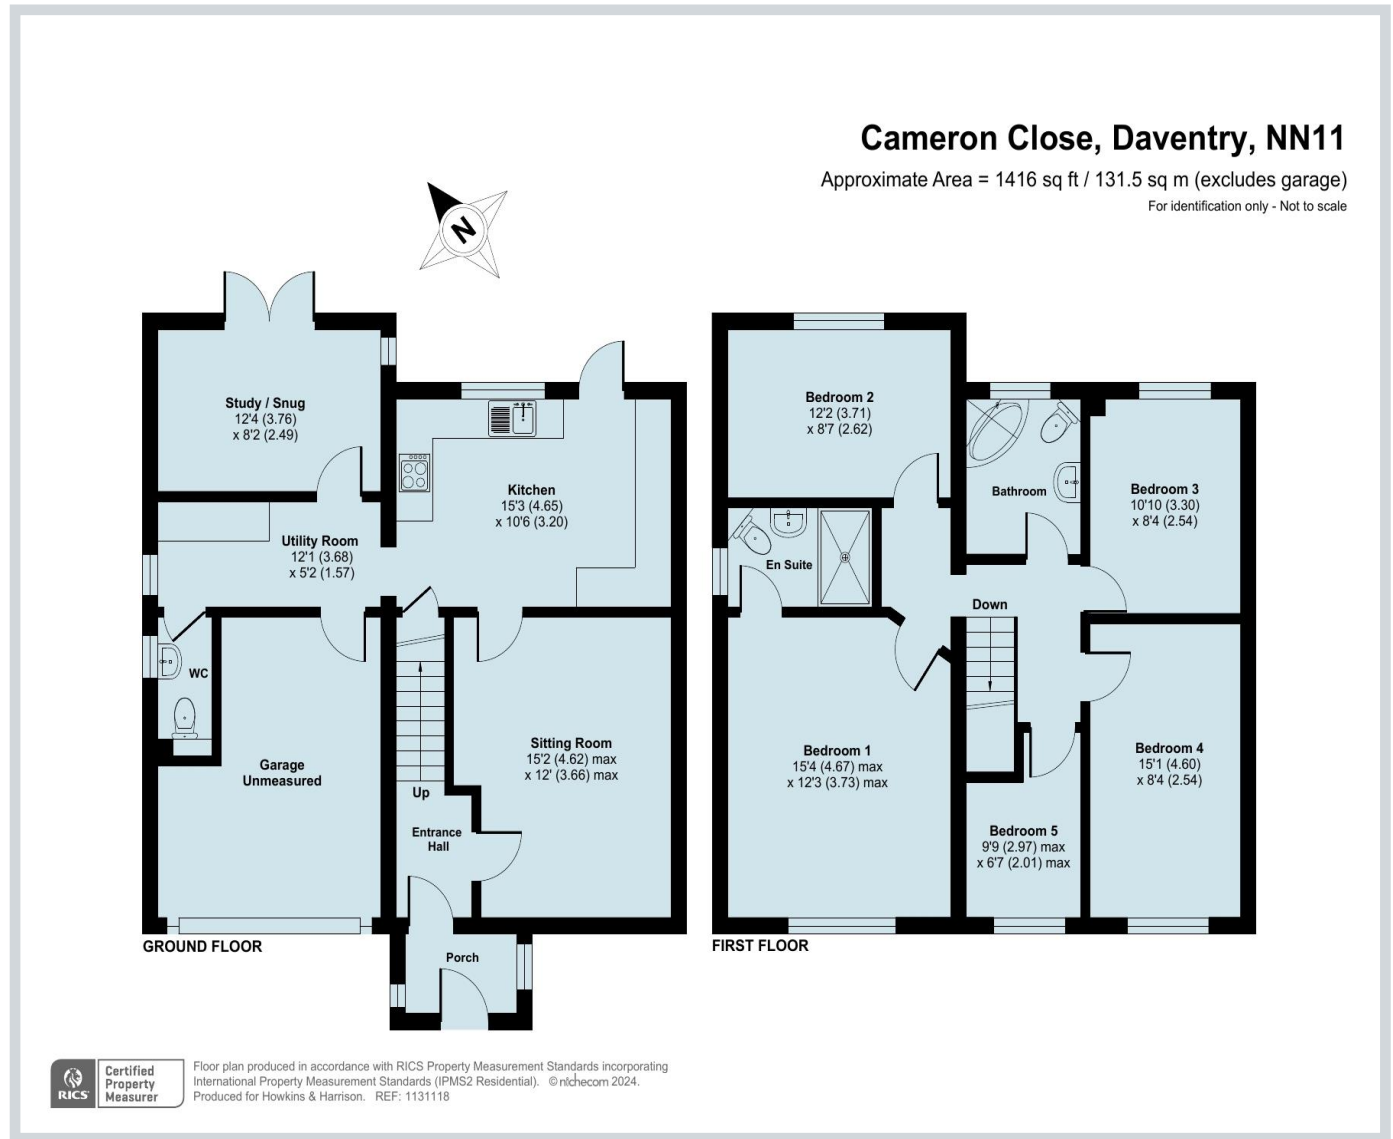 Cameron Close, Daventry, NN11
Approximate Area = 1416 sq ft / 131.5 sq m (excludes garage)
For identification only - Not to scale
N
Study / Snug
12'4 (3.76)
x 8'2 (2.49)
Kitchen
15'3 (4.65)
x 10'6 (3.20)
Utility Room
12'1 (3.68)
x 5'2 (1.57)
WC
Garage
Unmeasured
Sitting Room
15'2 (4.62) max
x 12' (3.66) max
Up
Entrance
Hall
Porch
GROUND FLOOR
Bedroom 2
12'2 (3.71)
x 8'7 (2.62)
Bathroom
Bedroom 3
10'10 (3.30)
x 8'4 (2.54)
En Suite
Down
Bedroom 1
15'4 (4.67) max
x 12'3 (3.73) max
Bedroom 4
15'1 (4.60)
x 8'4 (2.54)
Bedroom 5
9'9 (2.97) max
x 6'7 (2.01) max
FIRST FLOOR
RICS
Certified
Property
Measurer
Floor plan produced in accordance with RICS Property Measurement Standards incorporating
International Property Measurement Standards (IPMS2 Residential). © nichecom 2024.
Produced for Howkins & Harrison. REF: 1131118